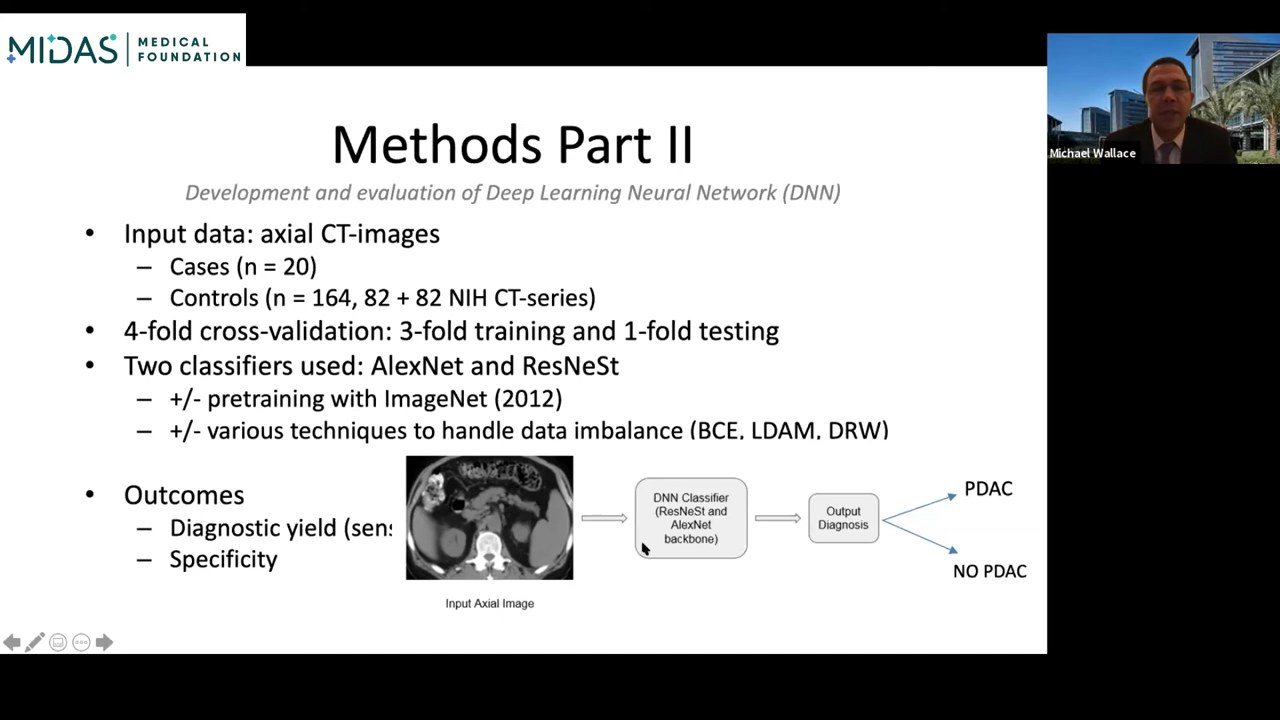 MIDAS MEDICAL FOUNDATION
Michael Wallace
Methods Part II
Development and evaluation of Deep Learning Neural Network (DNN)
• Input data: axial CT-images
– Cases (n = 20)
– Controls (n = 164, 82 + 82 NIH CT-series)
• 4-fold cross-validation: 3-fold training and 1-fold testing
• Two classifiers used: AlexNet and ResNeSt
– +/- pretraining with ImageNet (2012)
– +/- various techniques to handle data imbalance (BCE, LDAM, DRW)
• Outcomes
– Diagnostic yield (sens
– Specificity
Input Axial Image
DNN Classifier
(ResNeSt and
AlexNet
backbone)
Output
Diagnosis
PDAC
NO PDAC